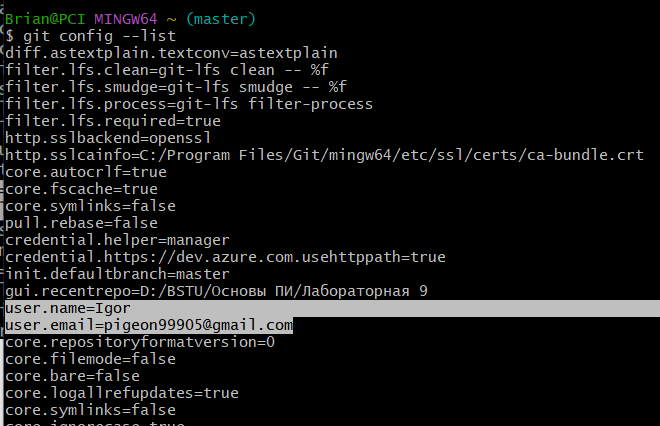 Brian@PCI MINGW64 ~ (master)
$ git config --list
diff.astextplain.textconv=astextplain
filter.lfs.clean=git-lfs clean -- %f
filter.lfs.smudge=git-lfs smudge -- %f
filter.lfs.process=git-lfs filter-process
filter.lfs.required=true
http.sslbackend=openssl
http.sslcainfo=C:/Program Files/Git/mingw64/etc/ssl/certs/ca-bundle.crt
core.autocrlf=true
core.fscache=true
core.symlinks=false
pull.rebase=false
credential.helper=manager
credential.https://dev.azure.com.usehttppath=true
init.defaultbranch=master
gui.recentrepo=D:/BSTU/Основы ПИ/Лабораторная 9
user.name=Igor
user.email=pigeon99905@gmail.com
core.repositoryformatversion=0
core.filemode=false
core.bare=false
core.logallrefupdates=true
core.symlinks=false
core.ignorecase=true